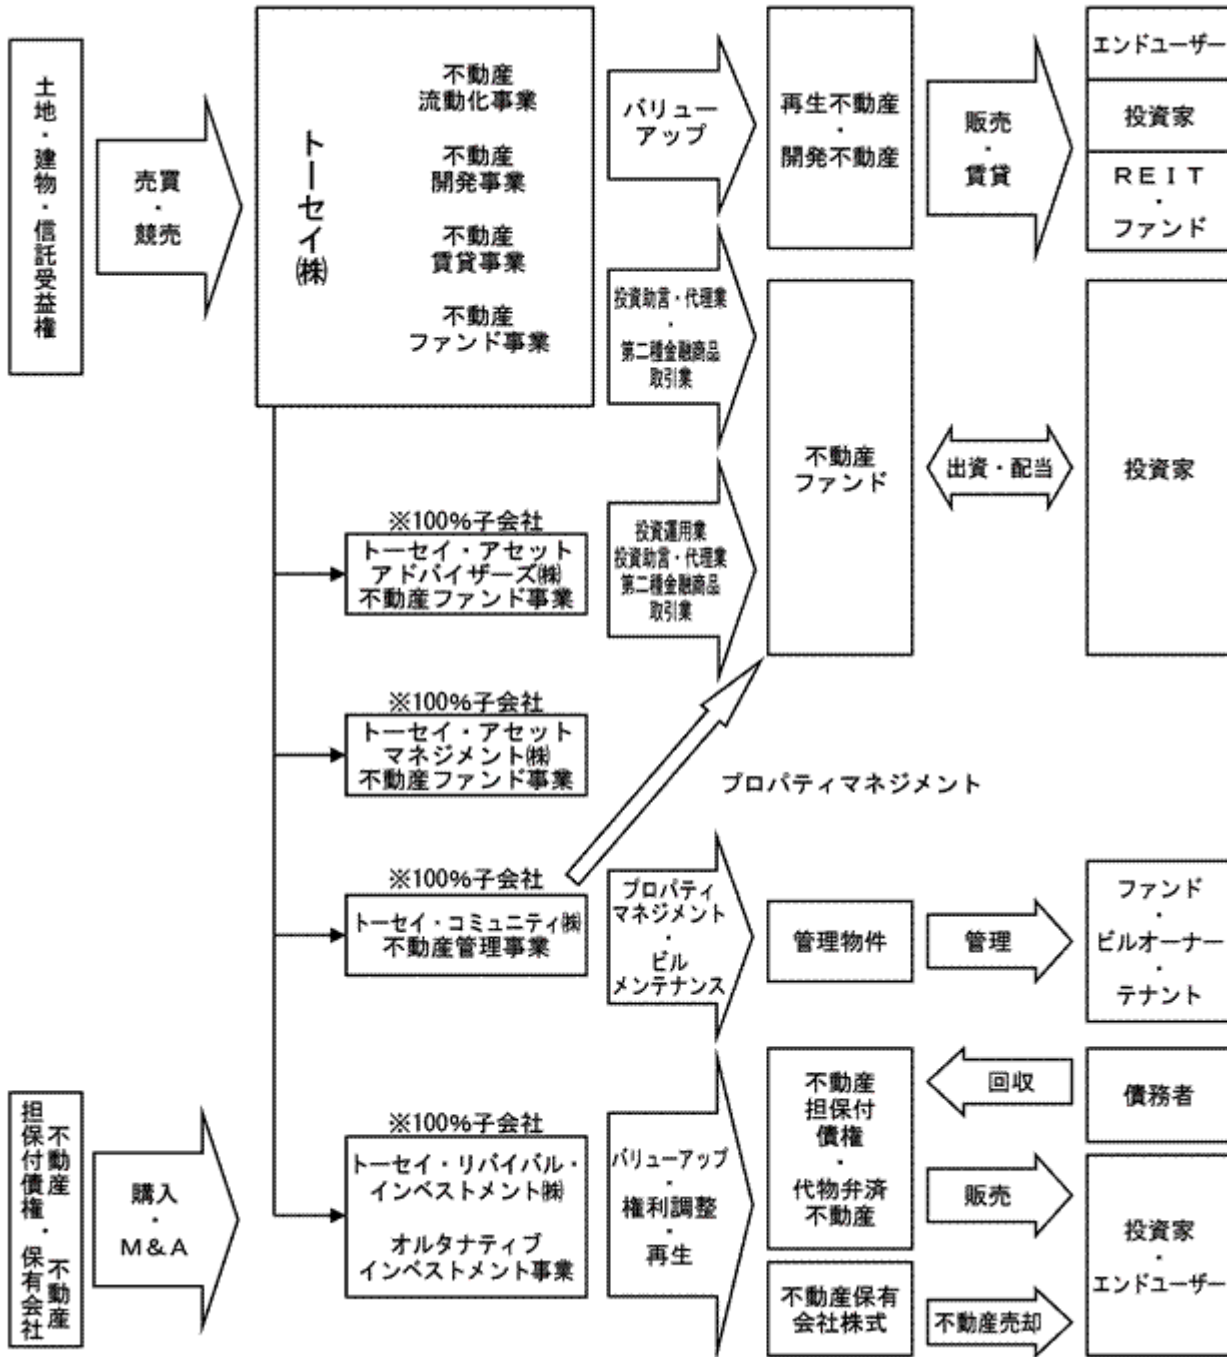 土地・建物・信託受益権
売買
・
競売
トーセイ㈱
不動産
流動化事業
不動産
開発事業
不動産
賃貸事業
不動産
ファンド事業
バリュー
アップ
再生不動産
・
開発不動産
販売
・
賃貸
エンドユーザー
投資家
ＲＥＩＴ
・
ファンド
投資助言・代理業
・
第二種金融商品
取引業
不動産
ファンド
出資・配当
投資家
※100%子会社
トーセイ・アセット
アドバイザーズ㈱
不動産ファンド事業
投資運用業
投資助言・代理業
第二種金融商品
取引業
※100%子会社
トーセイ・アセット
マネジメント㈱
不動産ファンド事業
プロパティマネジメント
※100%子会社
トーセイ・コミュニティ㈱
不動産管理事業
プロパティ
マネジメント
・
ビル
メンテナンス
管理物件
管理
ファンド
・
ビルオーナー
・
テナント
不動産
担保付債権
・
不動産
保有会社
購入
・
Ｍ＆Ａ
※100%子会社
トーセイ・リバイバル・
インベストメント㈱
オルタナティブ
インベストメント事業
バリューアップ
・
権利調整
・
再生
不動産
担保付
債権
・
代物弁済
不動産
回収
債務者
販売
投資家
・
エンドユーザー
不動産保有
会社株式
不動産売却